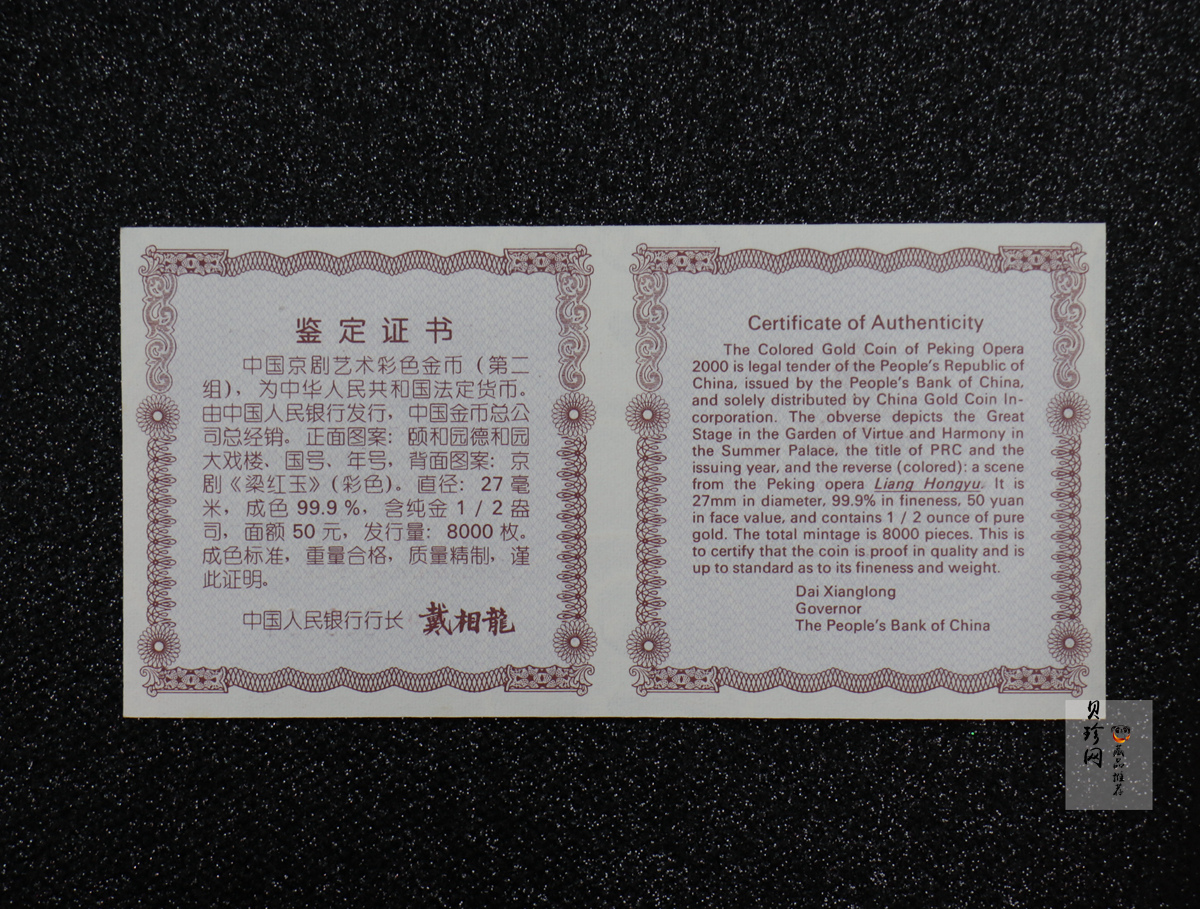 鉴定证书
中国京剧艺术彩色金币（第二
组），为中华人民共和国法定货币。
由中国人民银行发行，中国金币总公
司总经销。正面图案：颐和园德和园
大戏楼、国号、年号，背面图案：京
剧《梁红玉》（彩色）。直径：27毫
米，成色99.9%，含纯金1/2盎
司，面额50元，发行量：8000枚。
成色标准，重量合格，质量精制，谨
此证明。
中国人民银行行长 戴相龍
Certificate of Authenticity
The Colored Gold Coin of Peking Opera
2000 is legal tender of the People's Republic of
China, issued by the People's Bank of China,
and solely distributed by China Gold Coin In-
corporation. The obverse depicts the Great
Stage in the Garden of Virtue and Harmony in
the Summer Palace, the title of PRC and the
issuing year, and the reverse (colored): a scene
from the Peking opera Liang Hongyu. It is
27mm in diameter, 99.9% in fineness, 50 yuan
in face value, and contains 1 / 2 ounce of pure
gold. The total mintage is 8000 pieces. This is
to certify that the coin is proof in quality and is
up to standard as to its fineness and weight.
Dai Xianglong
Governor
The People's Bank of China
贝珍网
藏品推荐